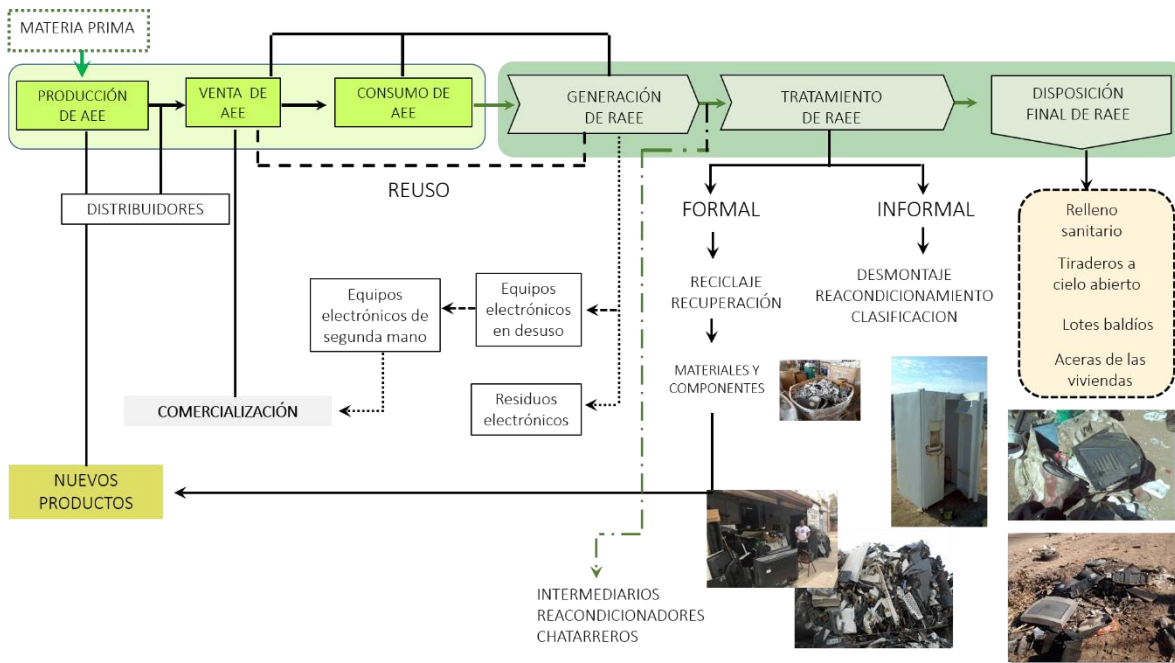 MATERIA PRIMA
PRODUCCIÓN
DE AEE
VENTA DE
AEE
CONSUMO DE
AEE
GENERACIÓN
DE RAEE
TRATAMIENTO
DE RAEE
DISPOSICIÓN
FINAL DE RAEE
REUSO
DISTRIBUIDORES
FORMAL
INFORMAL
Relleno
sanitario
Tiraderos a
cielo abierto
Lotes baldíos
Aceras de las
viviendas
RECICLAJE
RECUPERACIÓN
DESMONTAJE
REACONDICIONAMIENTO
CLASIFICACION
Equipos
electrónicos de
segunda mano
Equipos
electrónicos
en desuso
MATERIALES Y
COMPONENTES
Residuos
electrónicos
COMERCIALIZACIÓN
NUEVOS
PRODUCTOS
INTERMEDIARIOS
REACONDICIONADORES
CHATARREROS